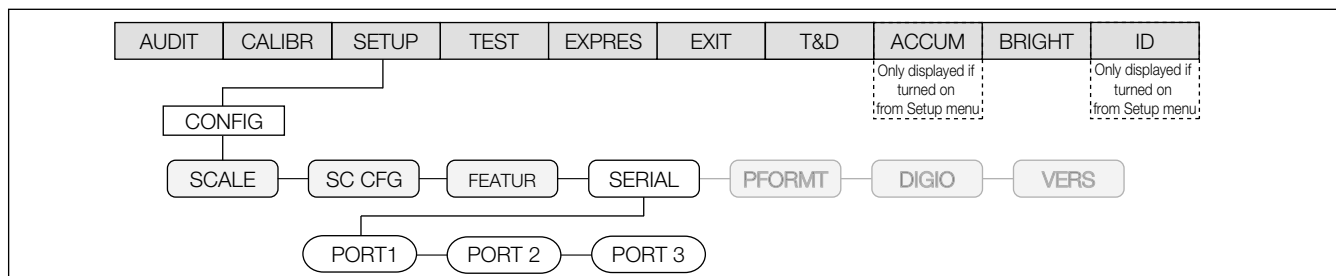 AUDIT CALIBR SETUP TEST EXPRES EXIT T&D ACCUM BRIGHT ID
Only displayed if
turned on
from Setup menu
Only displayed if
turned on
from Setup menu
CONFIG
SCALE SC CFG FEATUR SERIAL PFORMT DIGIO VERS
PORT1 PORT 2 PORT 3